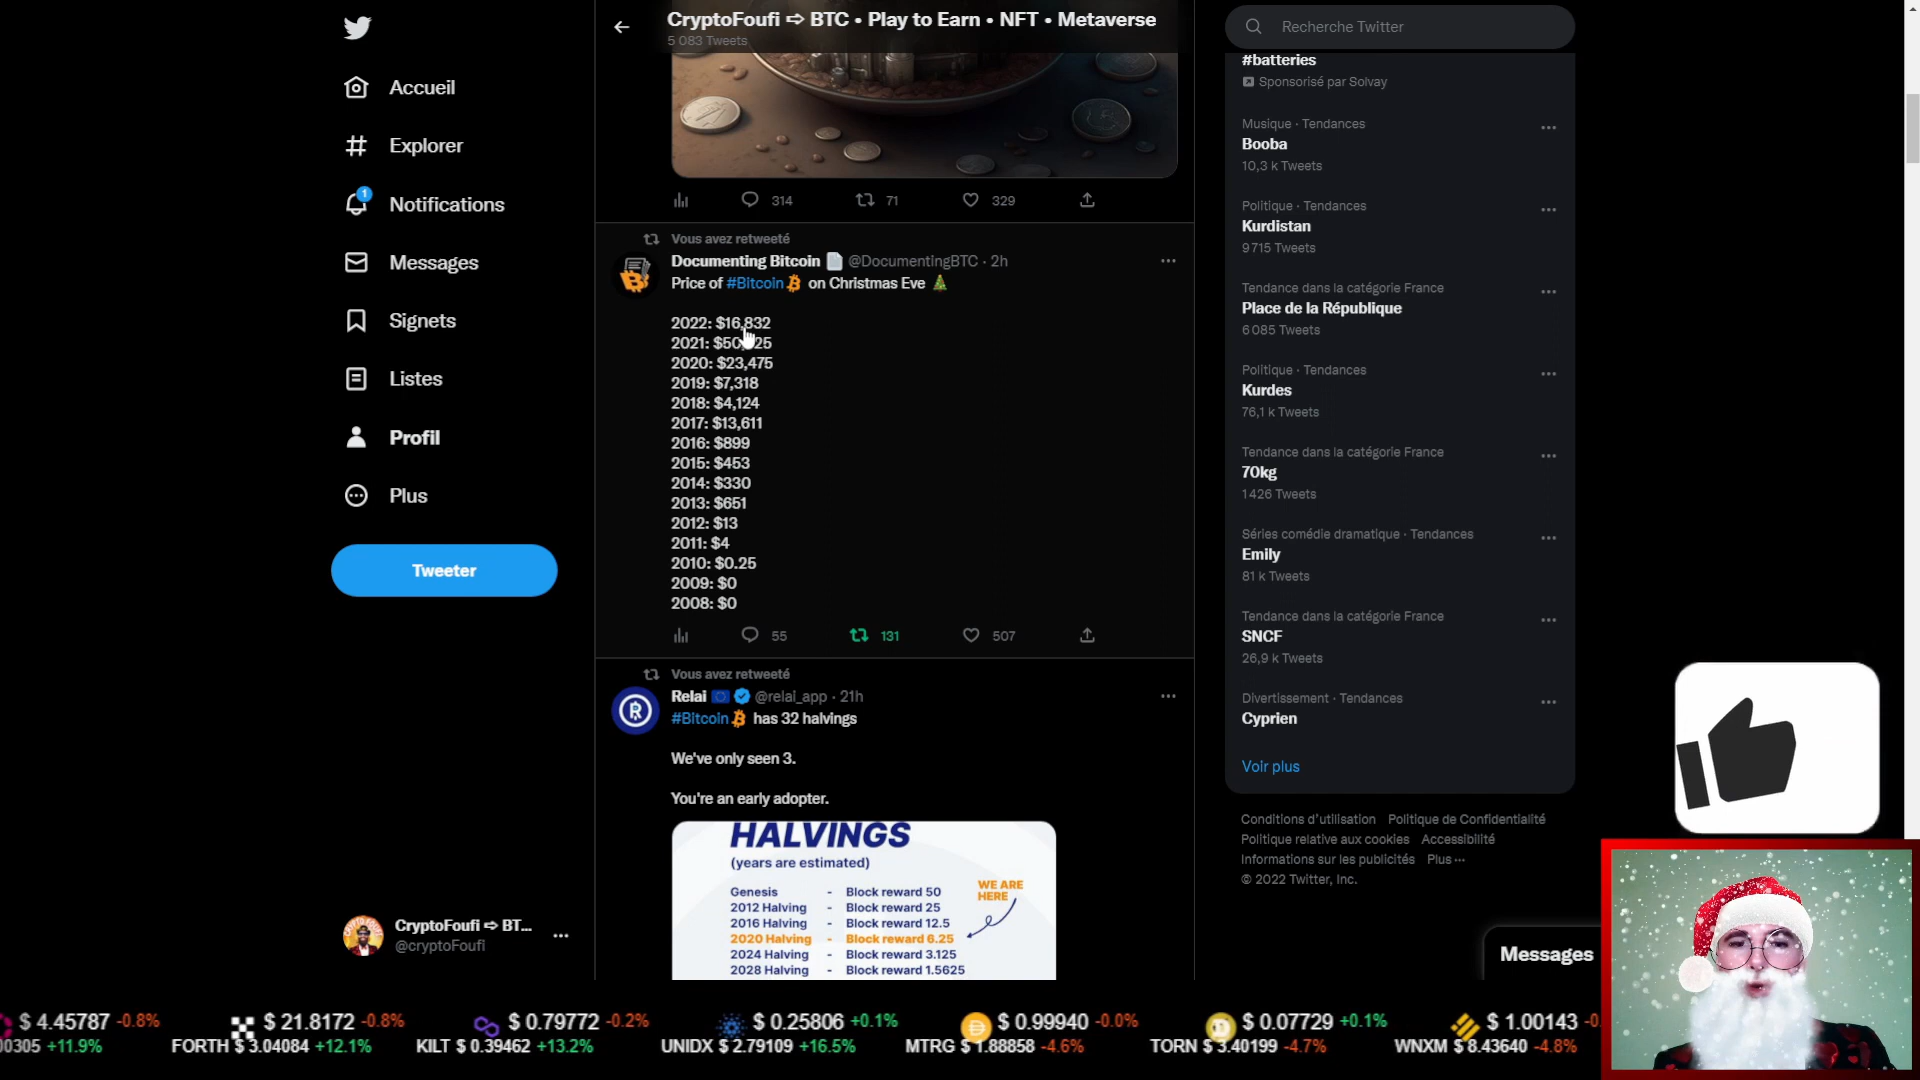 CryptoFoufi ➪ BTC • Play to Earn • NFT • Metaverse
5 083 Tweets
Accueil
Explorer
1
Notifications
Messages
Signets
Listes
Profil
Plus
Tweeter
CryptoFoufi ➪ BT...
@cryptoFoufi
314
71
329
Vous avez retweeté
Documenting Bitcoin 📄 @DocumentingBTC · 2h
Price of #Bitcoin on Christmas Eve 🎄
2022: $16,832
2020: $23,475
2019: $7,318
2018: $4,124
2017: $13,611
2016: $899
2015: $453
2014: $330
2013: $651
2012: $13
2011: $4
2010: $0.25
2009: $0
2008: $0
55
131
507
Vous avez retweeté
Relai 🇪🇺 @relai_app · 21h
#Bitcoin has 32 halvings
We've only seen 3.
You're an early adopter.
HALVINGS
(years are estimated)
WE ARE
HERE
Genesis - Block reward 50
2012 Halving - Block reward 25
2016 Halving - Block reward 12.5
2020 Halving - Block reward 6.25
2024 Halving - Block reward 3.125
2028 Halving - Block reward 1.5625
Recherche Twitter
#batteries
Sponsorisé par Solvay
Musique · Tendances
Booba
10,3 k Tweets
Politique · Tendances
Kurdistan
9 715 Tweets
Tendance dans la catégorie France
Place de la République
6 085 Tweets
Politique · Tendances
Kurdes
76,1 k Tweets
Tendance dans la catégorie France
70kg
1 426 Tweets
Séries comédie dramatique · Tendances
Emily
81 k Tweets
Tendance dans la catégorie France
SNCF
26,9 k Tweets
Divertissement · Tendances
Cyprien
Voir plus
Conditions d'utilisation Politique de Confidentialité
Politique relative aux cookies Accessibilité
Informations sur les publicités Plus ···
© 2022 Twitter, Inc.
Messages
$ 4.45787 -0.8% $ 21.8172 -0.8% $ 0.79772 -0.2% $ 0.25806 +0.1% $ 0.99940 -0.0% $ 0.07729 +0.1% $ 1.00143
00305 +11.9% FORTH $ 3.04084 +12.1% KILT $ 0.39462 +13.2% UNIDX $ 2.79109 +16.5% MTRG $ 1.88858 -4.6% TORN $ 3.40199 -4.7% WNXM $ 8.43640 -4.8%